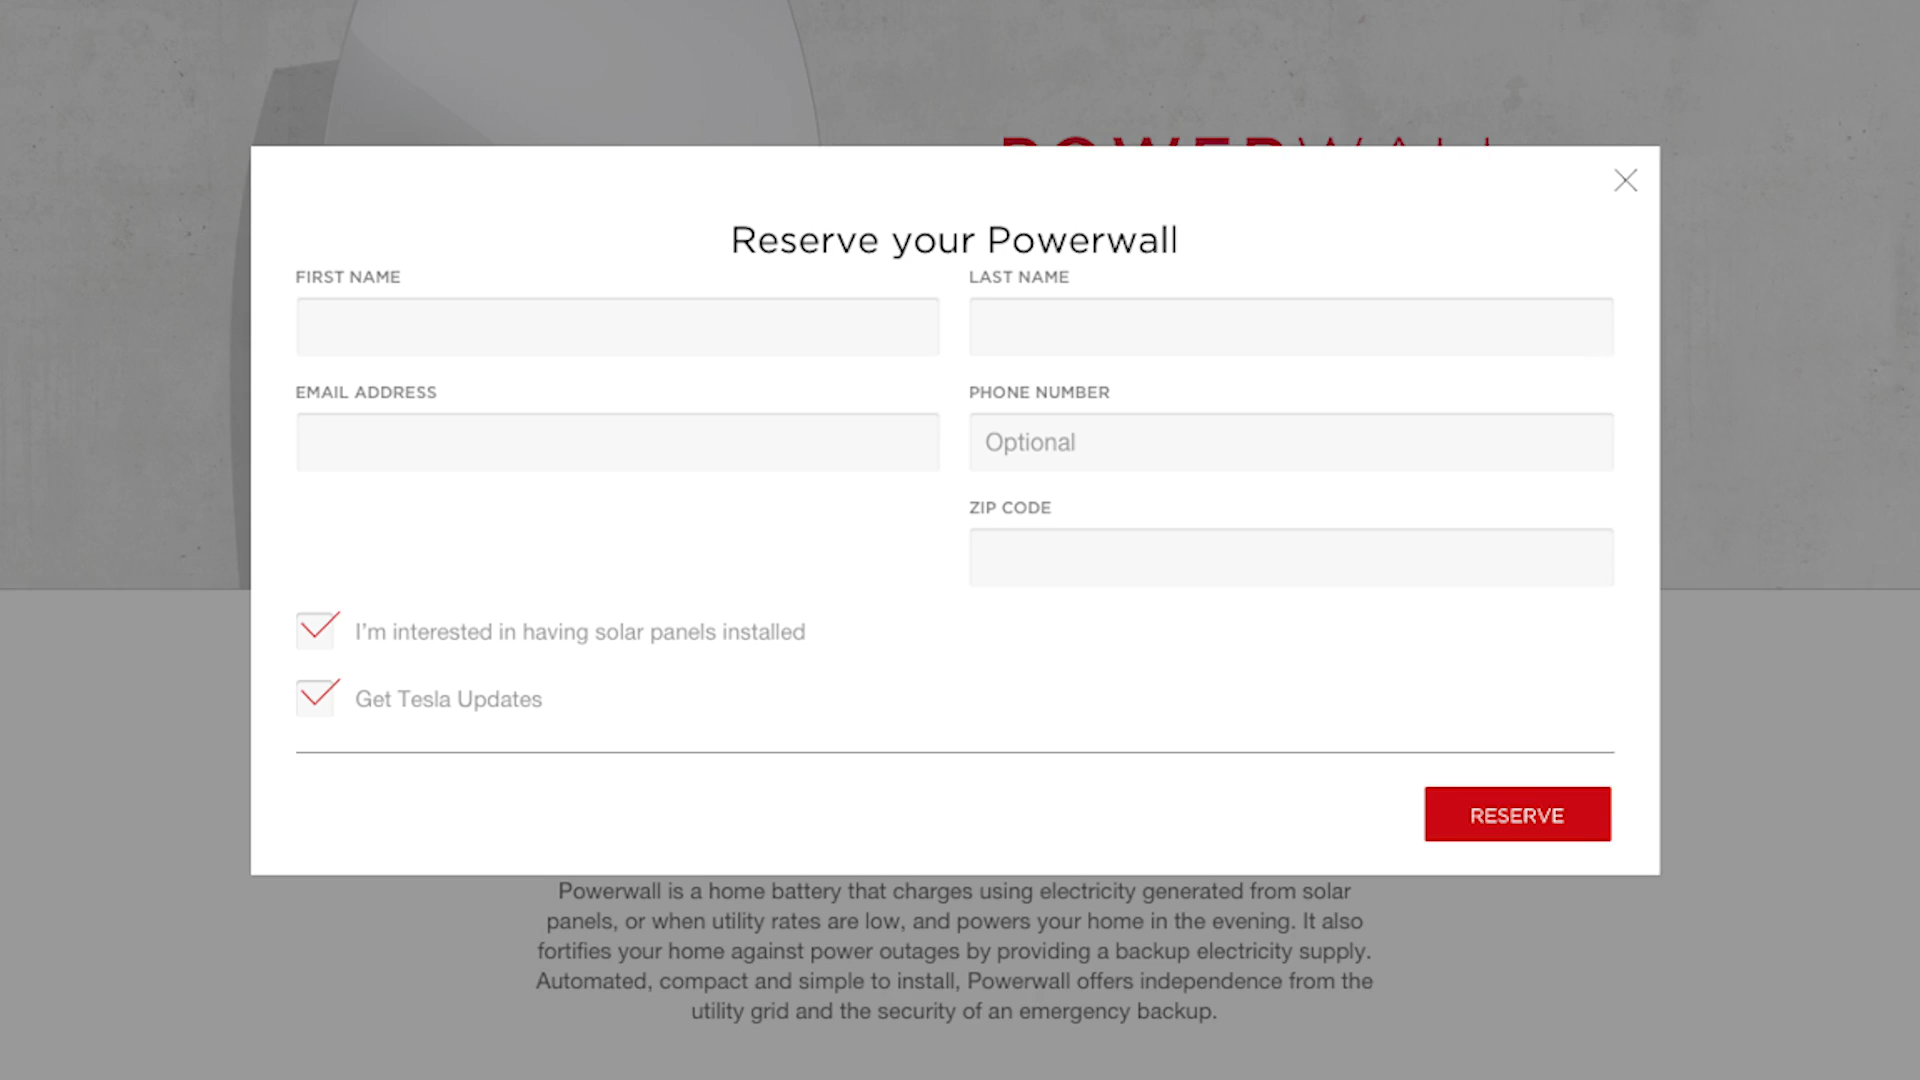 POWERWALL
Reserve your Powerwall
FIRST NAME
LAST NAME
EMAIL ADDRESS
PHONE NUMBER
Optional
ZIP CODE
I'm interested in having solar panels installed
Get Tesla Updates
RESERVE
Powerwall is a home battery that charges using electricity generated from solar
panels, or when utility rates are low, and powers your home in the evening. It also
fortifies your home against power outages by providing a backup electricity supply.
Automated, compact and simple to install, Powerwall offers independence from the
utility grid and the security of an emergency backup.